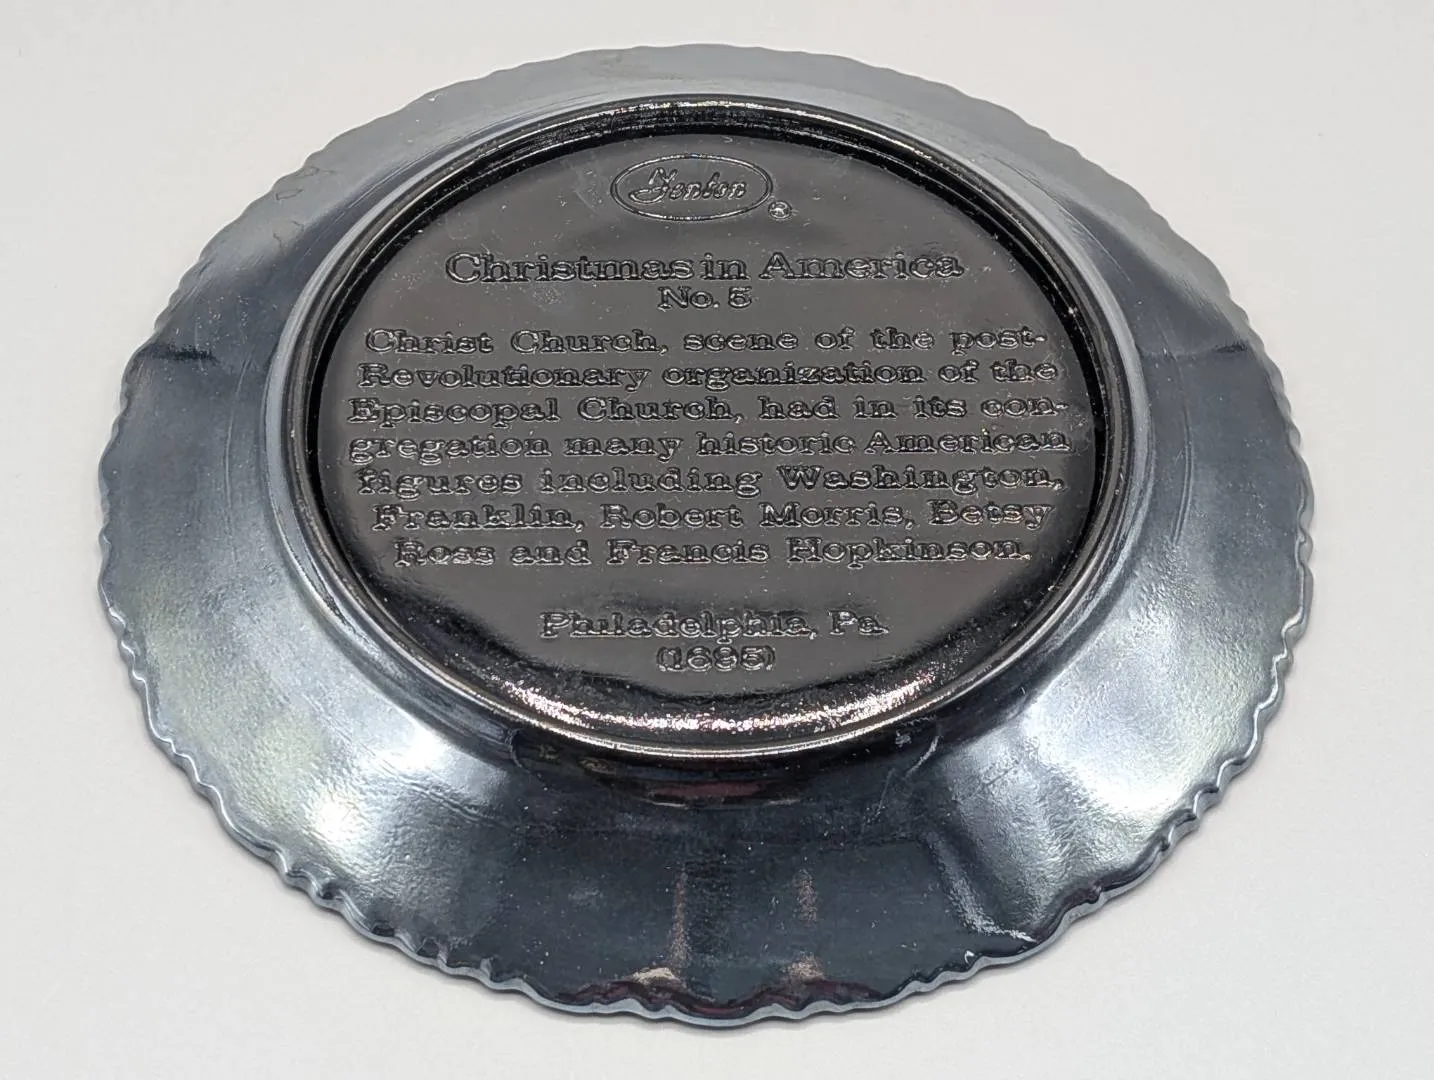 Fenton ®
Christmas in America
No. 5
Christ Church, scene of the post-
Revolutionary organization of the
Episcopal Church, had in its con-
gregation many historic American
figures including Washington,
Franklin, Robert Morris, Betsy
Ross and Francis Hopkinson.
Philadelphia, Pa.
(1695)